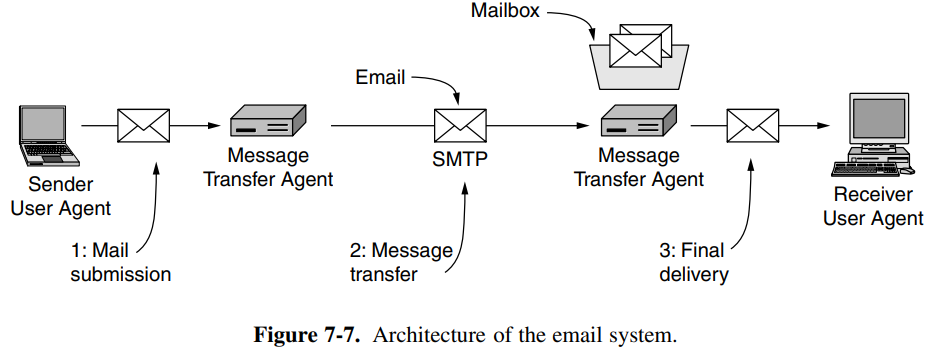 Mailbox
Email
SMTP
Sender
User Agent
Message
Transfer Agent
Message
Transfer Agent
Receiver
User Agent
1: Mail
submission
2: Message
transfer
3: Final
delivery
Figure 7-7. Architecture of the email system.